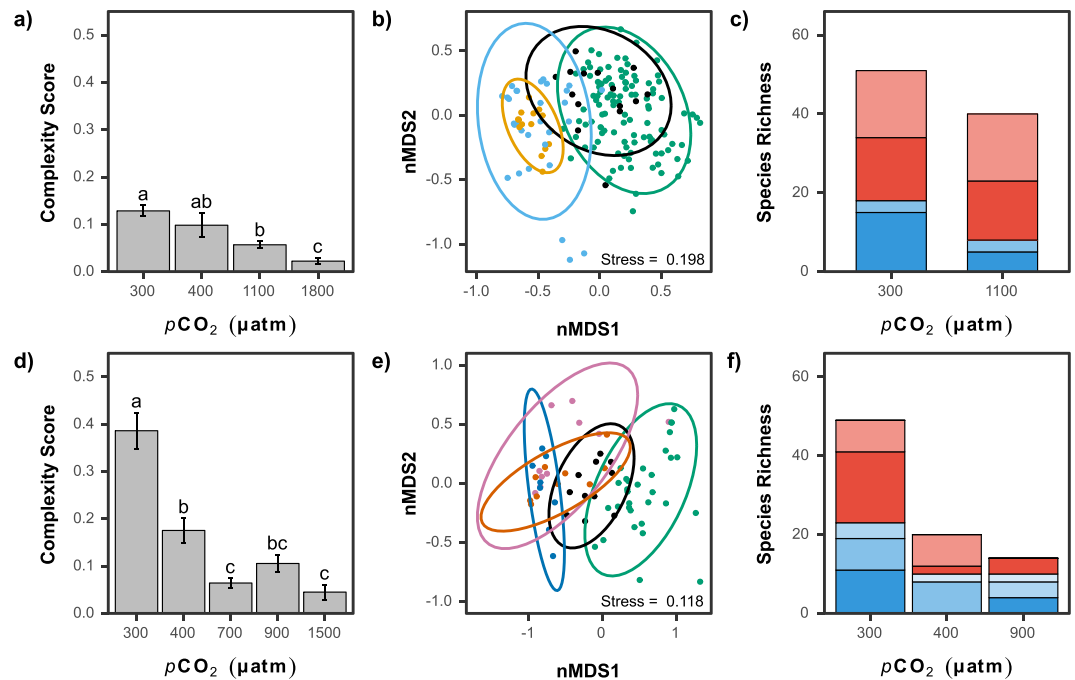 a)
Complexity Score
0.5
0.4
0.3
0.2
0.1
0.0
a
ab
b
c
300 400 1100 1800
pCO2 (µatm)
b)
nMDS2
0.5
0.0
-0.5
-1.0
Stress = 0.198
-1.0 -0.5 0.0 0.5
nMDS1
c)
Species Richness
60
40
20
0
300 1100
pCO2 (µatm)
d)
Complexity Score
0.5
0.4
0.3
0.2
0.1
0.0
a
b
c
bc
c
300 400 700 900 1500
pCO2 (µatm)
e)
nMDS2
1.0
0.5
0.0
-0.5
-1.0
Stress = 0.118
-1 0 1
nMDS1
f)
Species Richness
60
40
20
0
300 400 900
pCO2 (µatm)